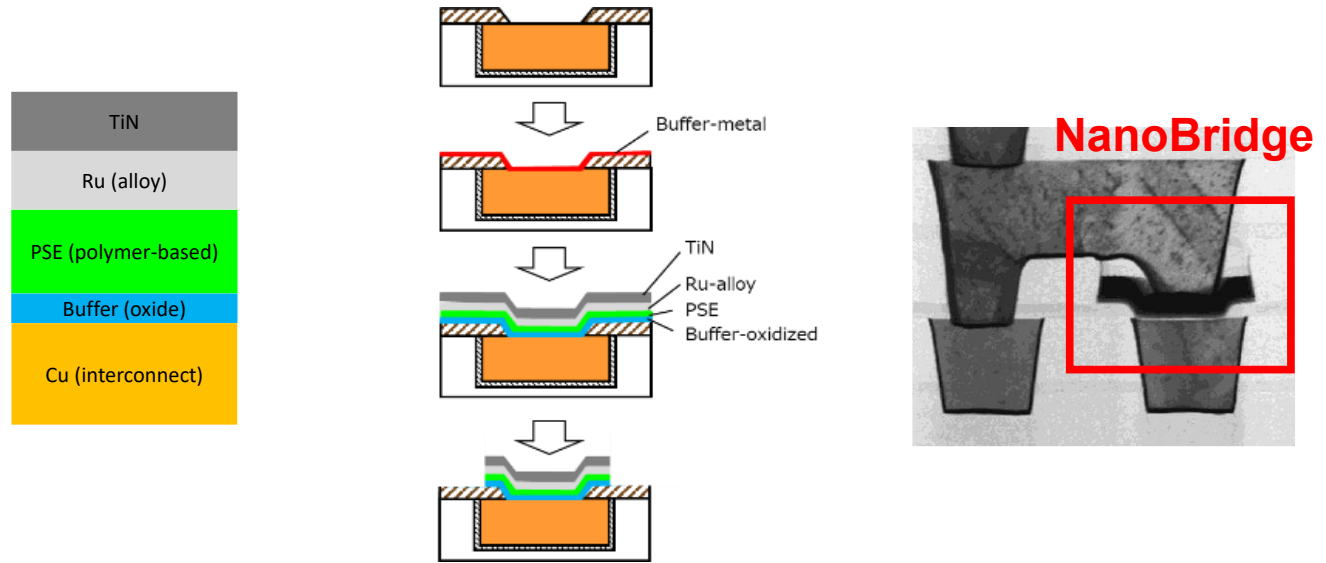 TiN
Ru (alloy)
PSE (polymer-based)
Buffer (oxide)
Cu (interconnect)
Buffer-metal
TiN
Ru-alloy
PSE
Buffer-oxidized
NanoBridge